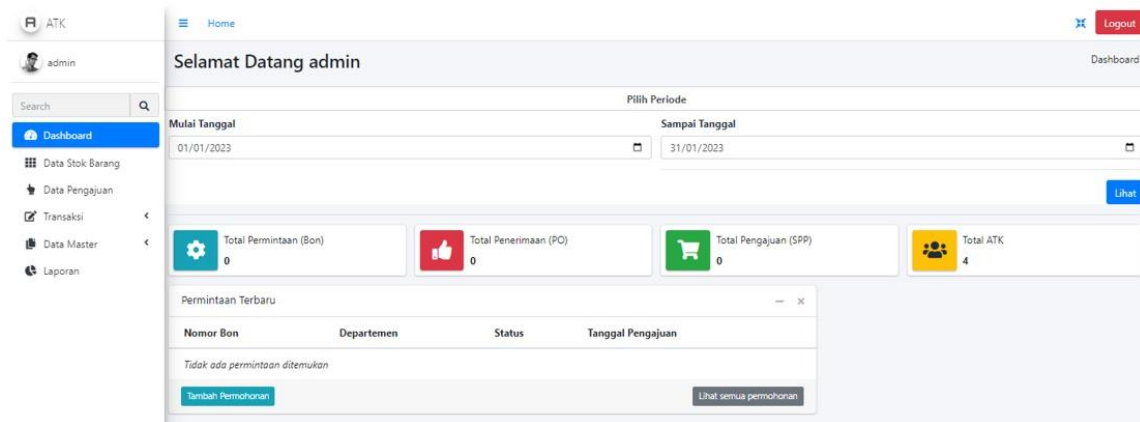 ATK
Home
Logout
admin
Selamat Datang admin
Dashboard
Search
Dashboard
Data Stok Barang
Data Pengajuan
Transaksi
Data Master
Laporan
Pilih Periode
Mulai Tanggal
Sampai Tanggal
01/01/2023
31/01/2023
Lihat
Total Permintaan (Bon)
0
Total Penerimaan (PO)
0
Total Pengajuan (SPP)
0
Total ATK
4
Permintaan Terbaru
Nomor Bon Departemen Status Tanggal Pengajuan
Tidak ada permintaan ditemukan
Tambah Permohonan
Lihat semua permohonan